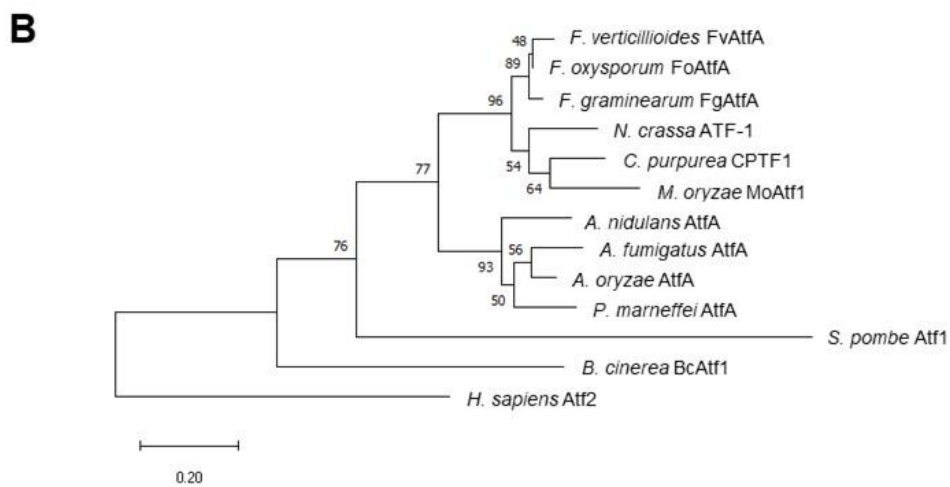 B
48
F. verticillioides FvAtfA
89
F. oxysporum FoAtfA
96
F. graminearum FgAtfA
N. crassa ATF-1
54
C. purpurea CPTF1
77
64
M. oryzae MoAtf1
A. nidulans AtfA
76
56
A. fumigatus AtfA
93
A. oryzae AtfA
50
P. marneffei AtfA
S. pombe Atf1
B. cinerea BcAtf1
H. sapiens Atf2
0.20